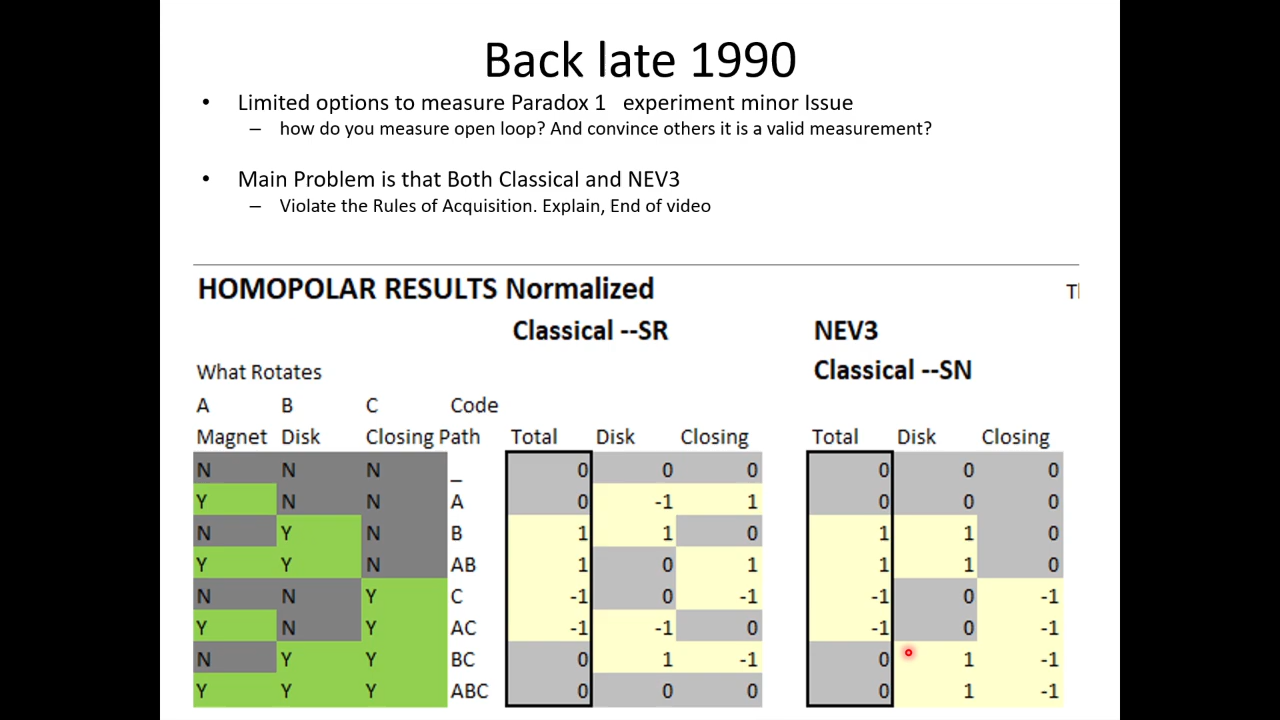 Back late 1990
• Limited options to measure Paradox 1 experiment minor Issue
– how do you measure open loop? And convince others it is a valid measurement?
• Main Problem is that Both Classical and NEV3
– Violate the Rules of Acquisition. Explain, End of video
HOMOPOLAR RESULTS Normalized
Classical --SR NEV3
What Rotates Classical --SN
A B C Code
Magnet Disk Closing Path Total Disk Closing Total Disk Closing
N N N _ 0 0 0 0 0 0
Y N N A 0 -1 1 0 0 0
N Y N B 1 1 0 1 1 0
Y Y N AB 1 0 1 1 1 0
N N Y C -1 0 -1 -1 0 -1
Y N Y AC -1 -1 0 -1 0 -1
N Y Y BC 0 1 -1 0 1 -1
Y Y Y ABC 0 0 0 0 1 -1